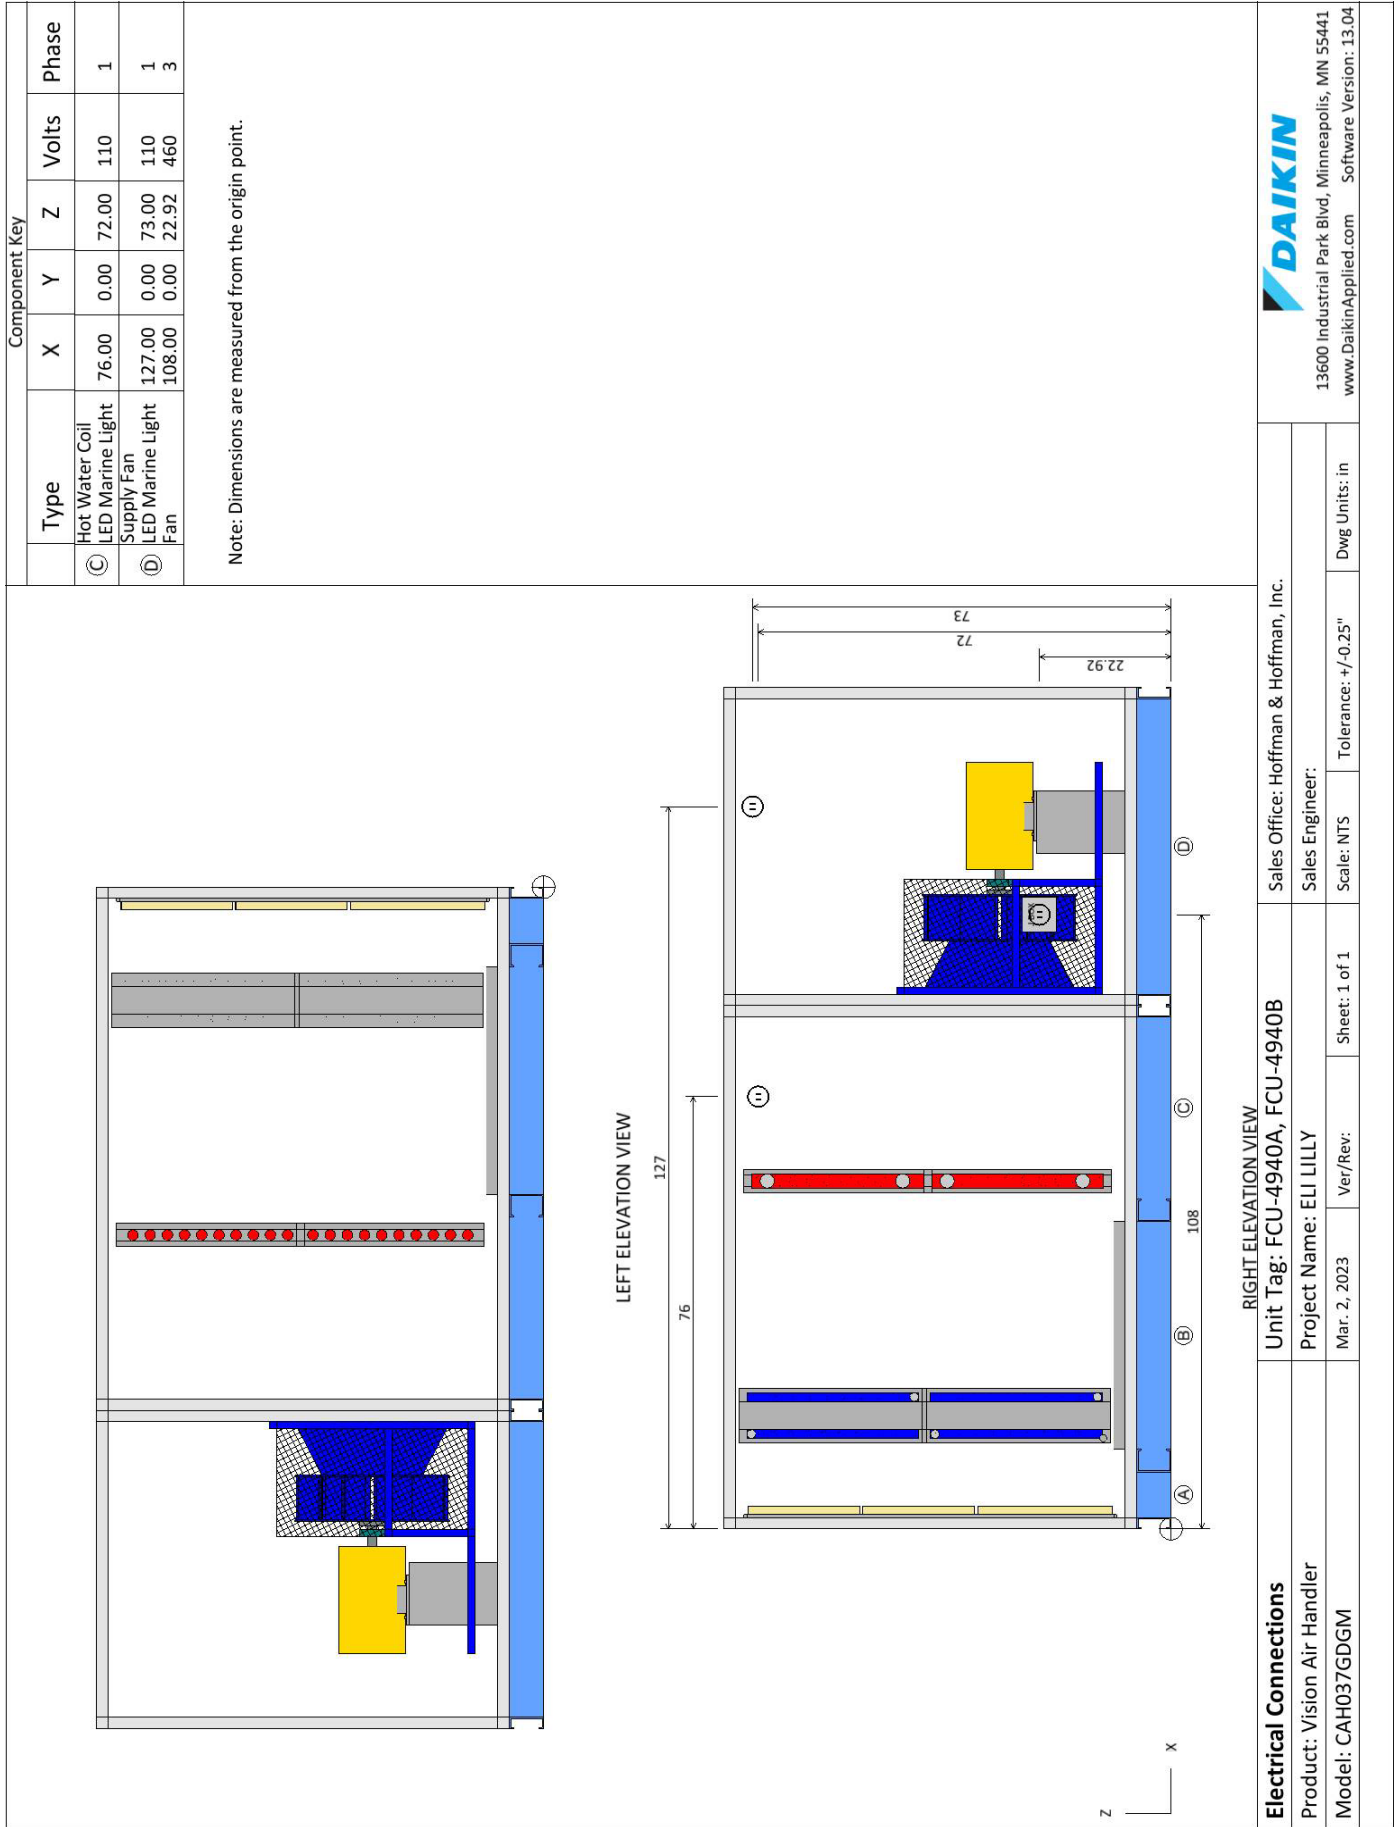 LEFT ELEVATION VIEW
127
76
73
72
22.92
J-BOX
A
B
C
D
108
RIGHT ELEVATION VIEW
Z
X
Component Key
Type X Y Z Volts Phase
C Hot Water Coil
LED Marine Light 76.00 0.00 72.00 110 1
D Supply Fan
LED Marine Light 127.00 0.00 73.00 110 1
Fan 108.00 0.00 22.92 460 3
Note: Dimensions are measured from the origin point.
Electrical Connections
Product: Vision Air Handler
Model: CAH037GDGM
Unit Tag: FCU-4940A, FCU-4940B
Project Name: ELI LILLY
Mar. 2, 2023 Ver/Rev: Sheet: 1 of 1
Sales Office: Hoffman & Hoffman, Inc.
Sales Engineer:
Scale: NTS Tolerance: +/-0.25" Dwg Units: in
DAIKIN
13600 Industrial Park Blvd, Minneapolis, MN 55441
www.DaikinApplied.com Software Version: 13.04